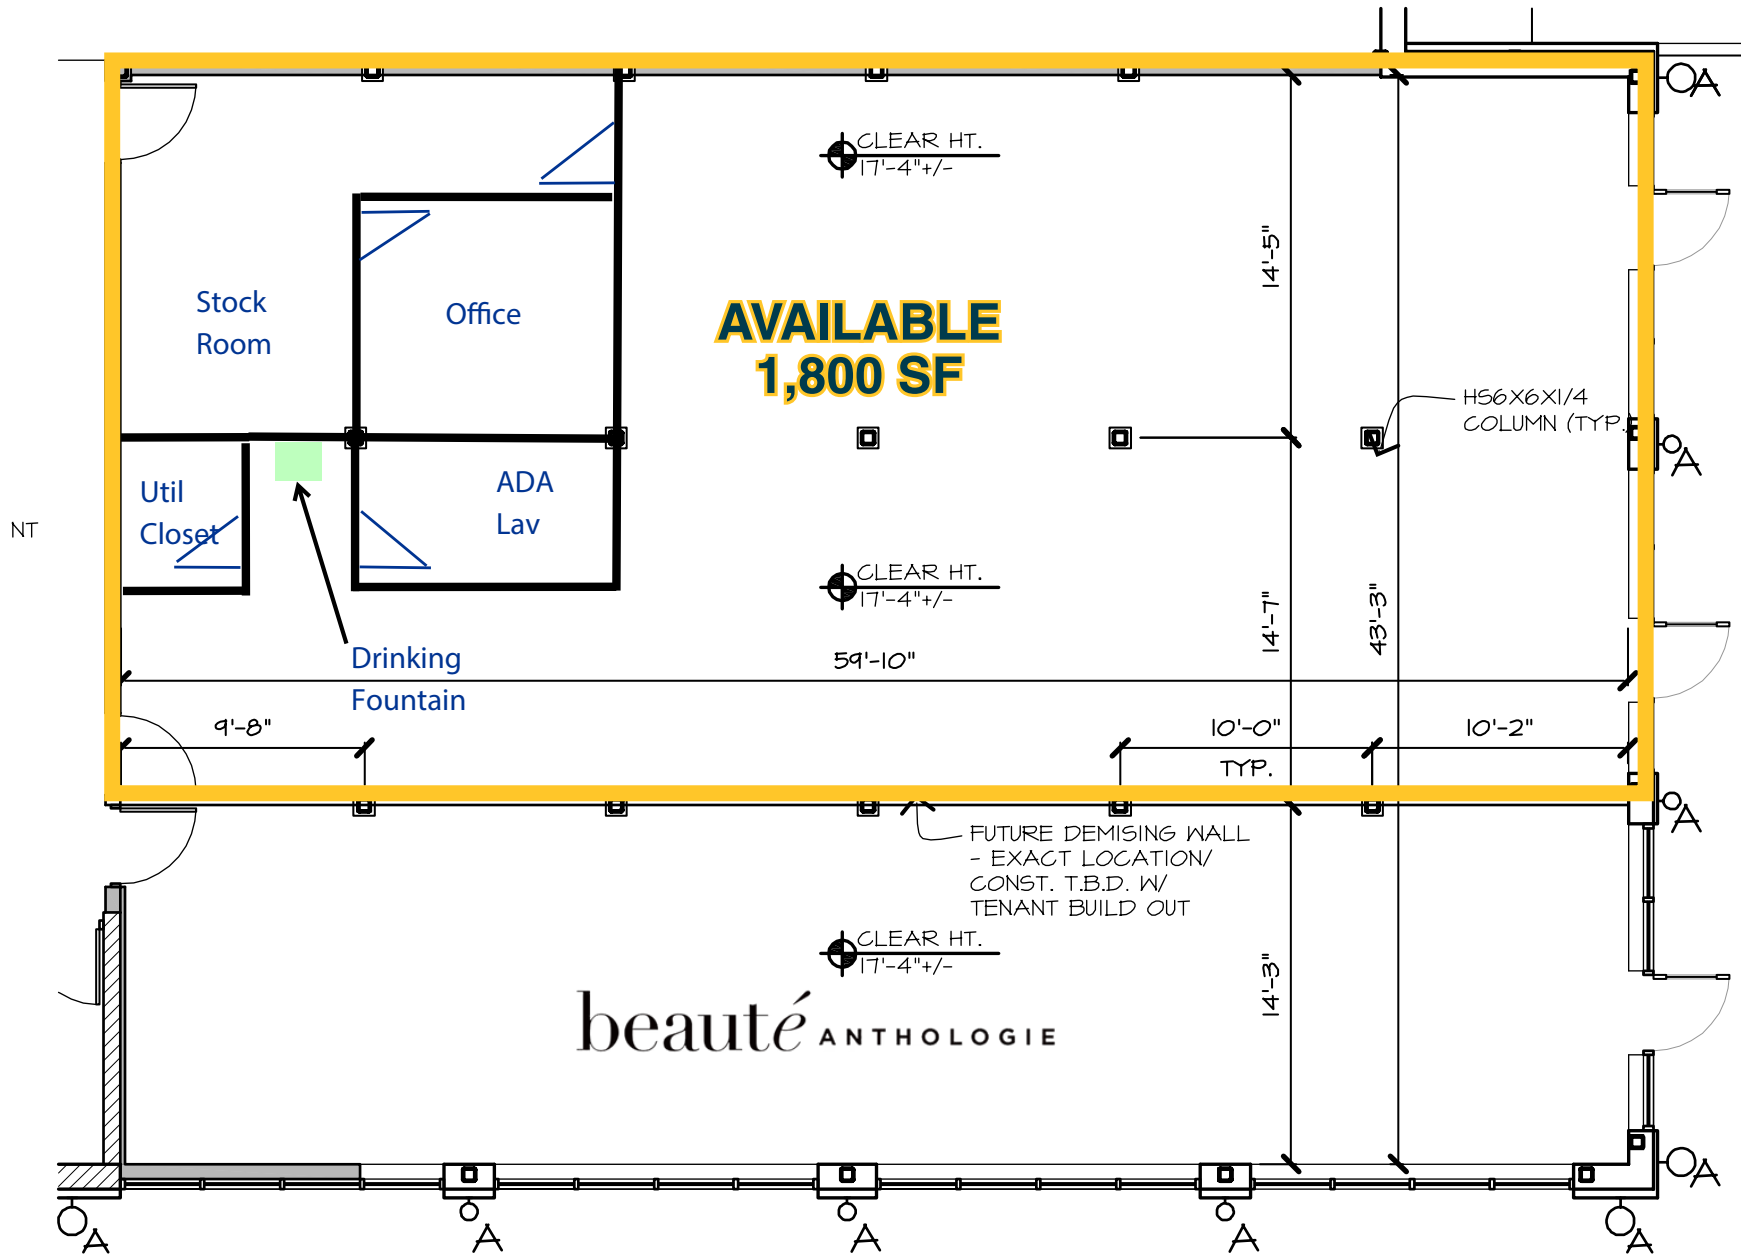 A
CLEAR HT.
17'-4"+/-
14'-5"
Stock
Room
Office
AVAILABLE
1,800 SF
HS6X6X1/4
COLUMN (TYP.
A
Util
Closet
ADA
Lav
NT
CLEAR HT.
17'-4"+/-
14'-7"
43'-3"
Drinking
Fountain
59'-10"
9'-8"
10'-0"
TYP.
10'-2"
A
FUTURE DEMISING WALL
- EXACT LOCATION/
CONST. T.B.D. W/
TENANT BUILD OUT
CLEAR HT.
17'-4"+/-
14'-3"
beauté ANTHOLOGIE
A
A
A
A
A
A